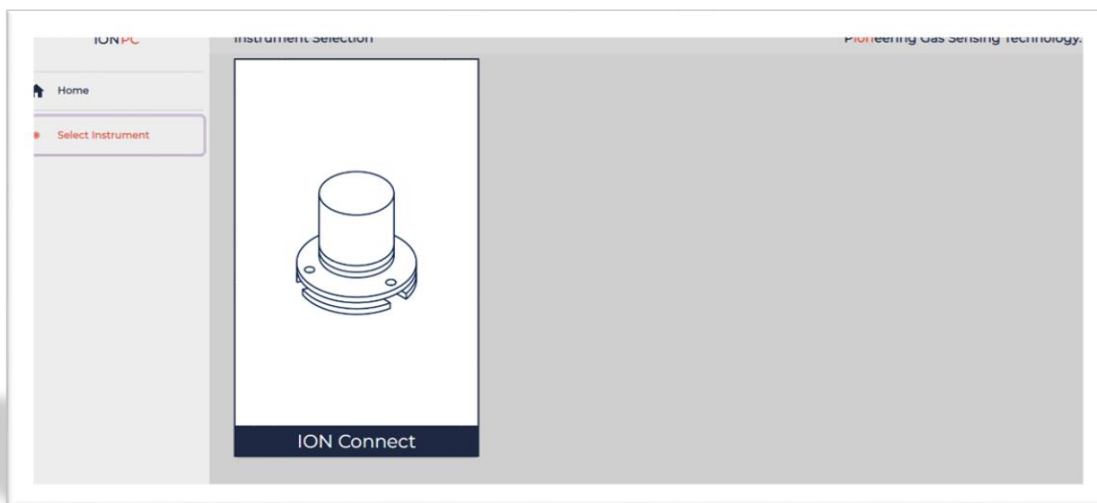 IONPC
Instrument Selection
Pioneering Gas Sensing Technology.
Home
Select Instrument
ION Connect